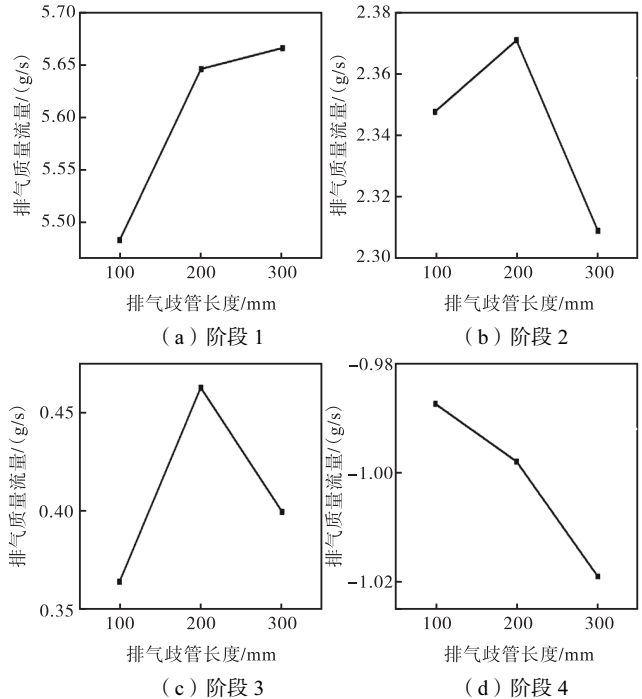 5.70
5.65
5.60
5.55
5.50
排气质量流量/(g/s)
100 200 300
排气歧管长度/mm
（a）阶段 1
2.38
2.36
2.34
2.32
2.30
排气质量流量/(g/s)
100 200 300
排气歧管长度/mm
（b）阶段 2
0.45
0.40
0.35
排气质量流量/(g/s)
100 200 300
排气歧管长度/mm
（c）阶段 3
−0.98
−1.00
−1.02
排气质量流量/(g/s)
100 200 300
排气歧管长度/mm
（d）阶段 4